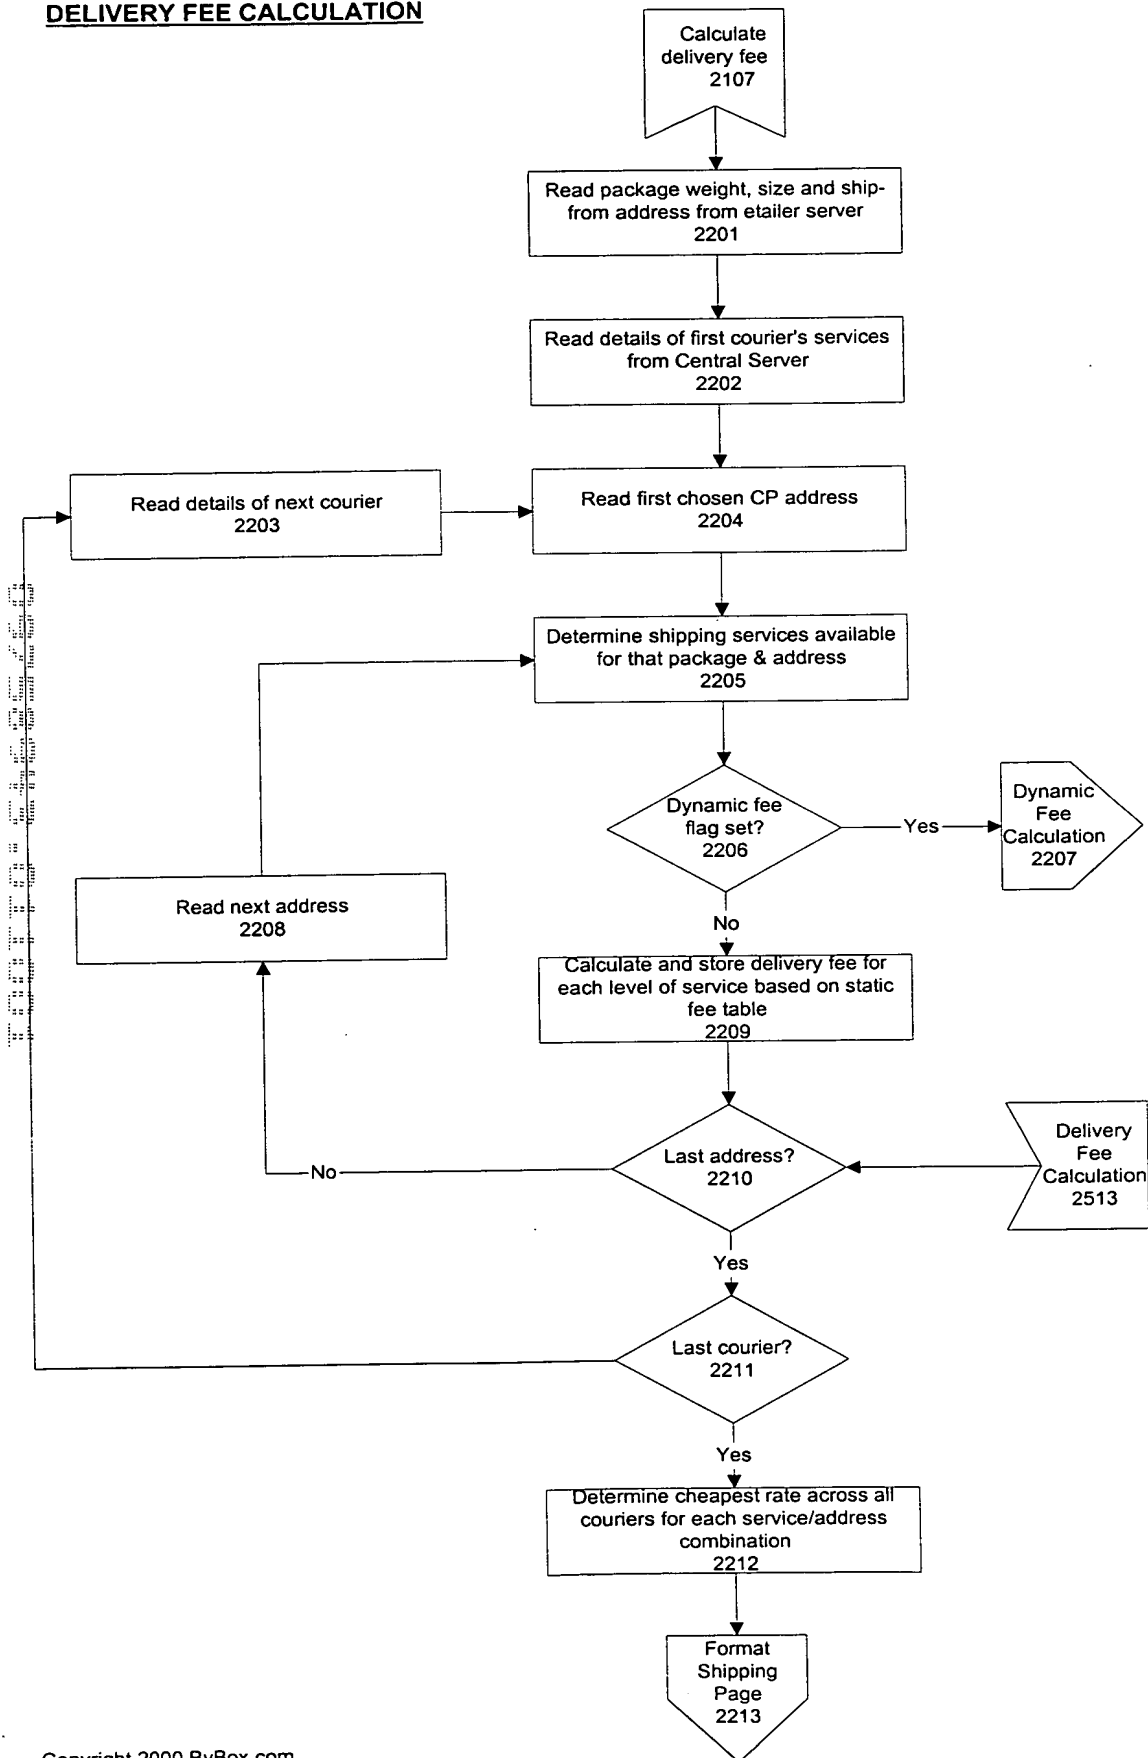 DELIVERY FEE CALCULATION
Calculate
delivery fee
2107
Read package weight, size and ship-
from address from etailer server
2201
Read details of first courier's services
from Central Server
2202
Read details of next courier
2203
Read first chosen CP address
2204
Determine shipping services available
for that package & address
2205
Dynamic fee
flag set?
2206
Yes
Dynamic
Fee
Calculation
2207
Read next address
2208
No
Calculate and store delivery fee for
each level of service based on static
fee table
2209
Last address?
2210
No
Delivery
Fee
Calculation
2513
Yes
Last courier?
2211
Yes
Determine cheapest rate across all
couriers for each service/address
combination
2212
Format
Shipping
Page
2213
Copyright 2000 ByBox.com